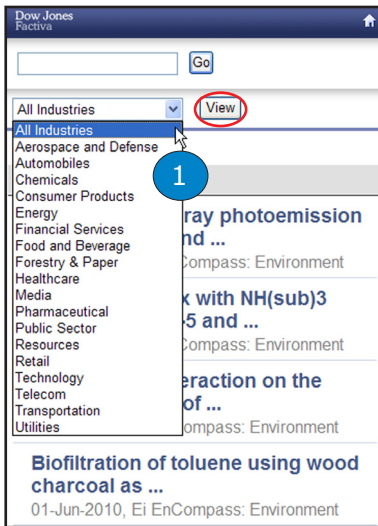 Dow Jones
Factiva
Go
All Industries
View
All Industries
Aerospace and Defense
Automobiles
Chemicals
Consumer Products
Energy
Financial Services
Food and Beverage
Forestry & Paper
Healthcare
Media
Pharmaceutical
Public Sector
Resources
Retail
Technology
Telecom
Transportation
Utilities
1
ray photoemission
nd ...
Compass: Environment
x with NH(sub)3
5 and ...
Compass: Environment
eraction on the
of ...
ompass: Environment
Biofiltration of toluene using wood
charcoal as ...
01-Jun-2010, Ei EnCompass: Environment